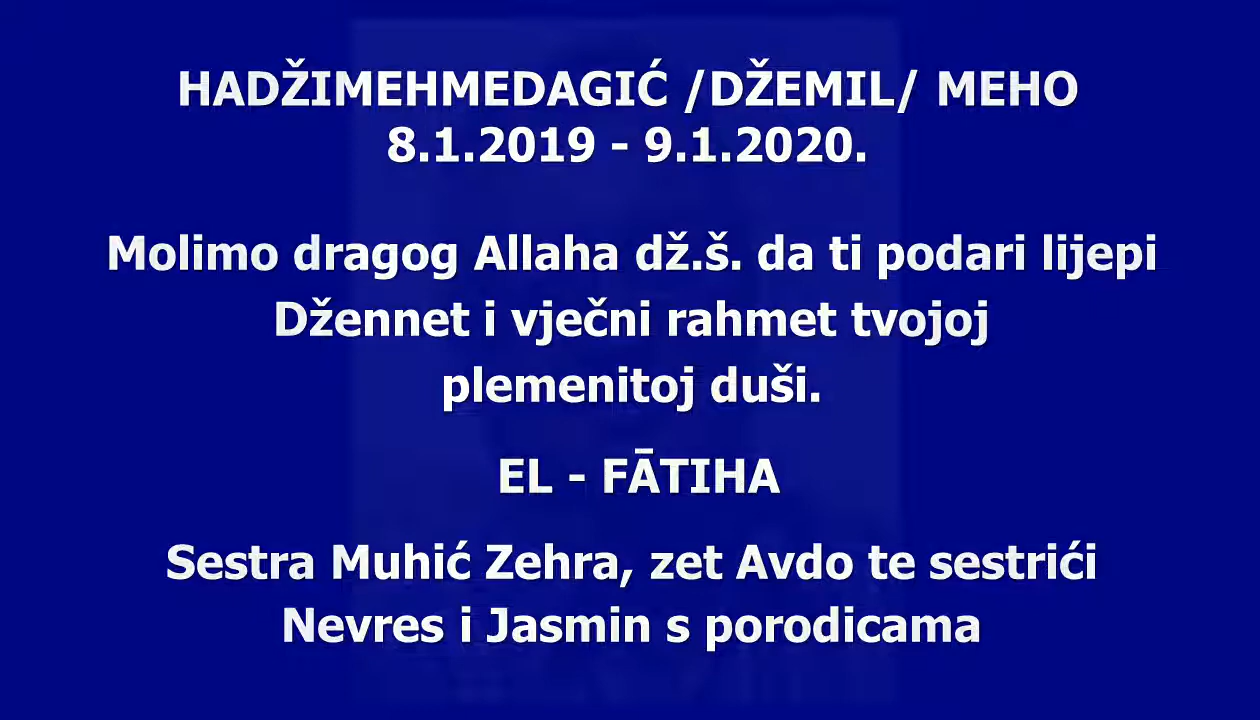 HADŽIMEHMEDAGIĆ /DŽEMIL/ MEHO
8.1.2019 - 9.1.2020.
Molimo dragog Allaha dž.š. da ti podari lijepi
Džennet i vječni rahmet tvojoj
plemenitoj duši.
EL - FĀTIHA
Sestra Muhić Zehra, zet Avdo te sestrići
Nevres i Jasmin s porodicama